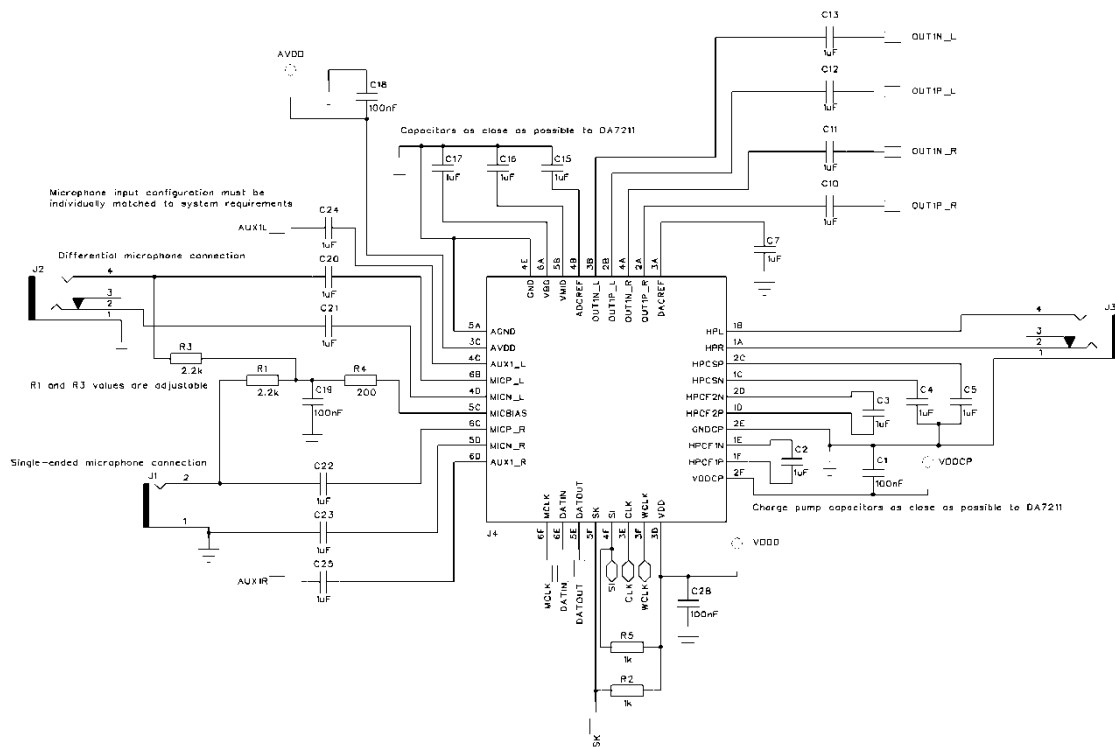 C13
1uF
OUT1N_L
AVDD
C18
100nF
C12
1uF
OUT1P_L
Capacitors as close as possible to DA7211
C17
1uF
C16
1uF
C15
1uF
C11
1uF
OUT1N_R
C10
1uF
OUT1P_R
Microphone input configuration must be
individually matched to system requirements
C24
1uF
AUX1L
C7
1uF
Differential microphone connection
J2
4
3
2
1
C20
1uF
C21
1uF
4E
6A
5B
4B
3B
2B
4A
2A
3A
GND
VBG
VMID
ADCREF
OUT1N_L
OUT1P_L
OUT1N_R
OUT1P_R
DACREF
R3
2.2k
R1
2.2k
C19
100nF
R4
200
R1 and R3 values are adjustable
5A AGND
3C AVDD
4C AUX1_L
6B MICP_L
4D MICN_L
5C MICBIAS
6C MICP_R
5D MICN_R
6D AUX1_R
HPL 1B
HPR 1A
HPCSP 2C
HPCSN 1C
HPCF2N 2D
HPCF2P 1D
GNDCP 2E
HPCF1N 1E
HPCF1P 1F
VDDCP 2F
J3
4
3
2
1
C4
1uF
C5
1uF
C3
1uF
C2
1uF
C1
100nF
VDDCP
Charge pump capacitors as close as possible to DA7211
Single-ended microphone connection
J1
2
1
C22
1uF
C23
1uF
C25
1uF
AUX1R
J4
MCLK
DATIN
DATOUT
SK
SI
CLK
WCLK
VDD
6F
6E
5E
5F
4F
3E
3F
3D
MCLK
DATIN
DATOUT
SI
CLK
WCLK
VDDD
C28
100nF
R5
1k
R2
1k
SK